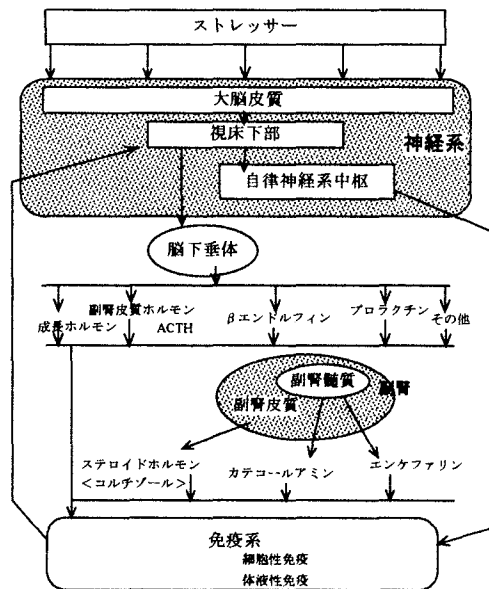 ストレッサー
大脳皮質
視床下部
神経系
自律神経系中枢
脳下垂体
成長ホルモン
副腎皮質ホルモン
ACTH
βエンドルフィン
プロラクチン
その他
副腎髄質
副腎
副腎皮質
ステロイドホルモン
<コルチゾール>
カテコールアミン
エンケファリン
免疫系
細胞性免疫
体液性免疫